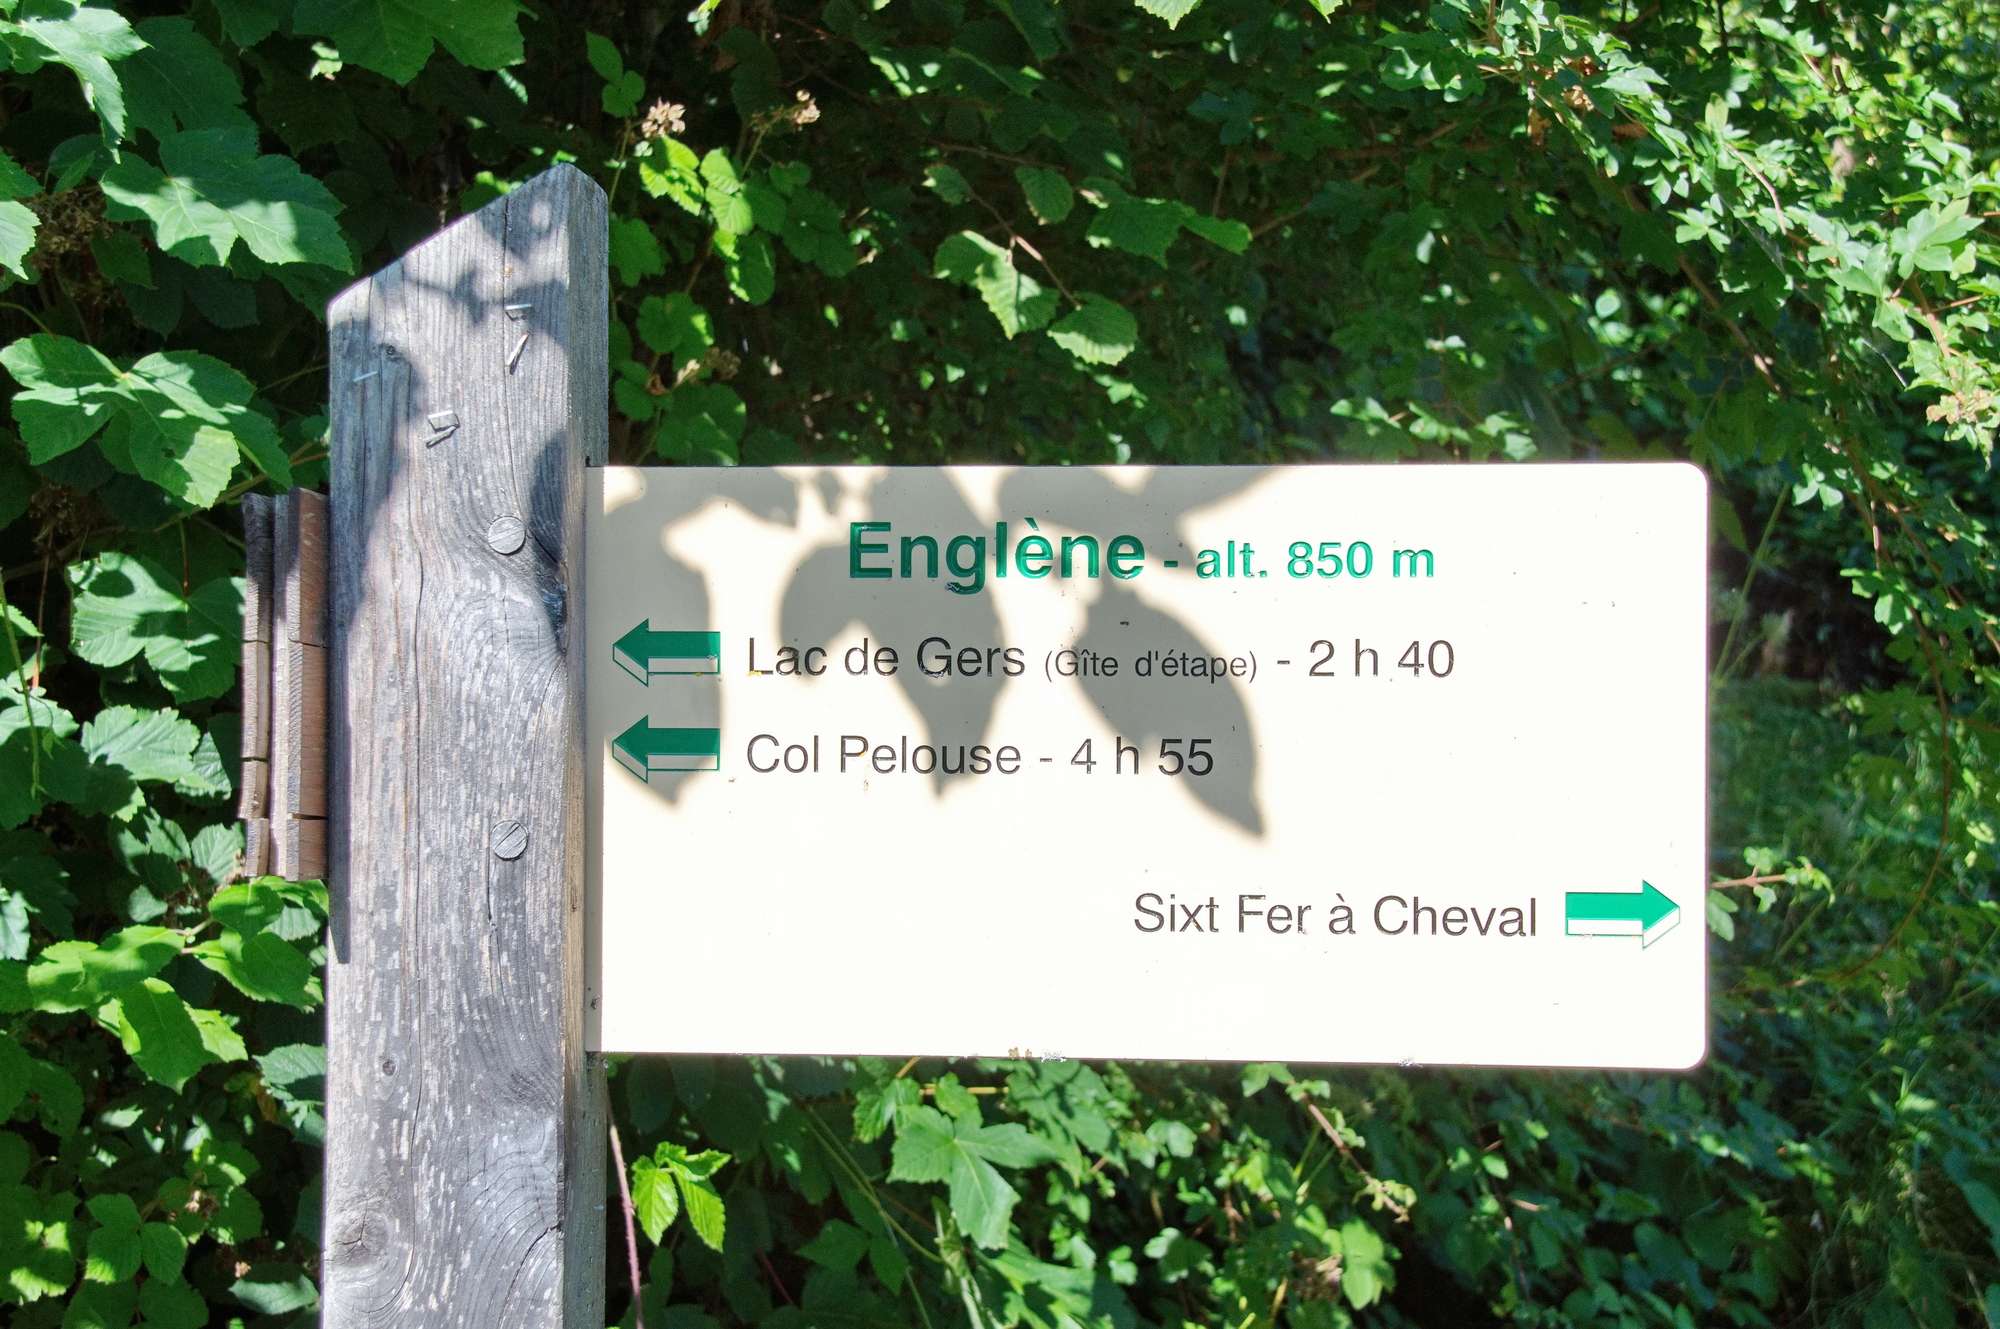 Englène - alt. 850 m
Lac de Gers (Gîte d'étape) - 2 h 40
Col Pelouse - 4 h 55
Sixt Fer à Cheval